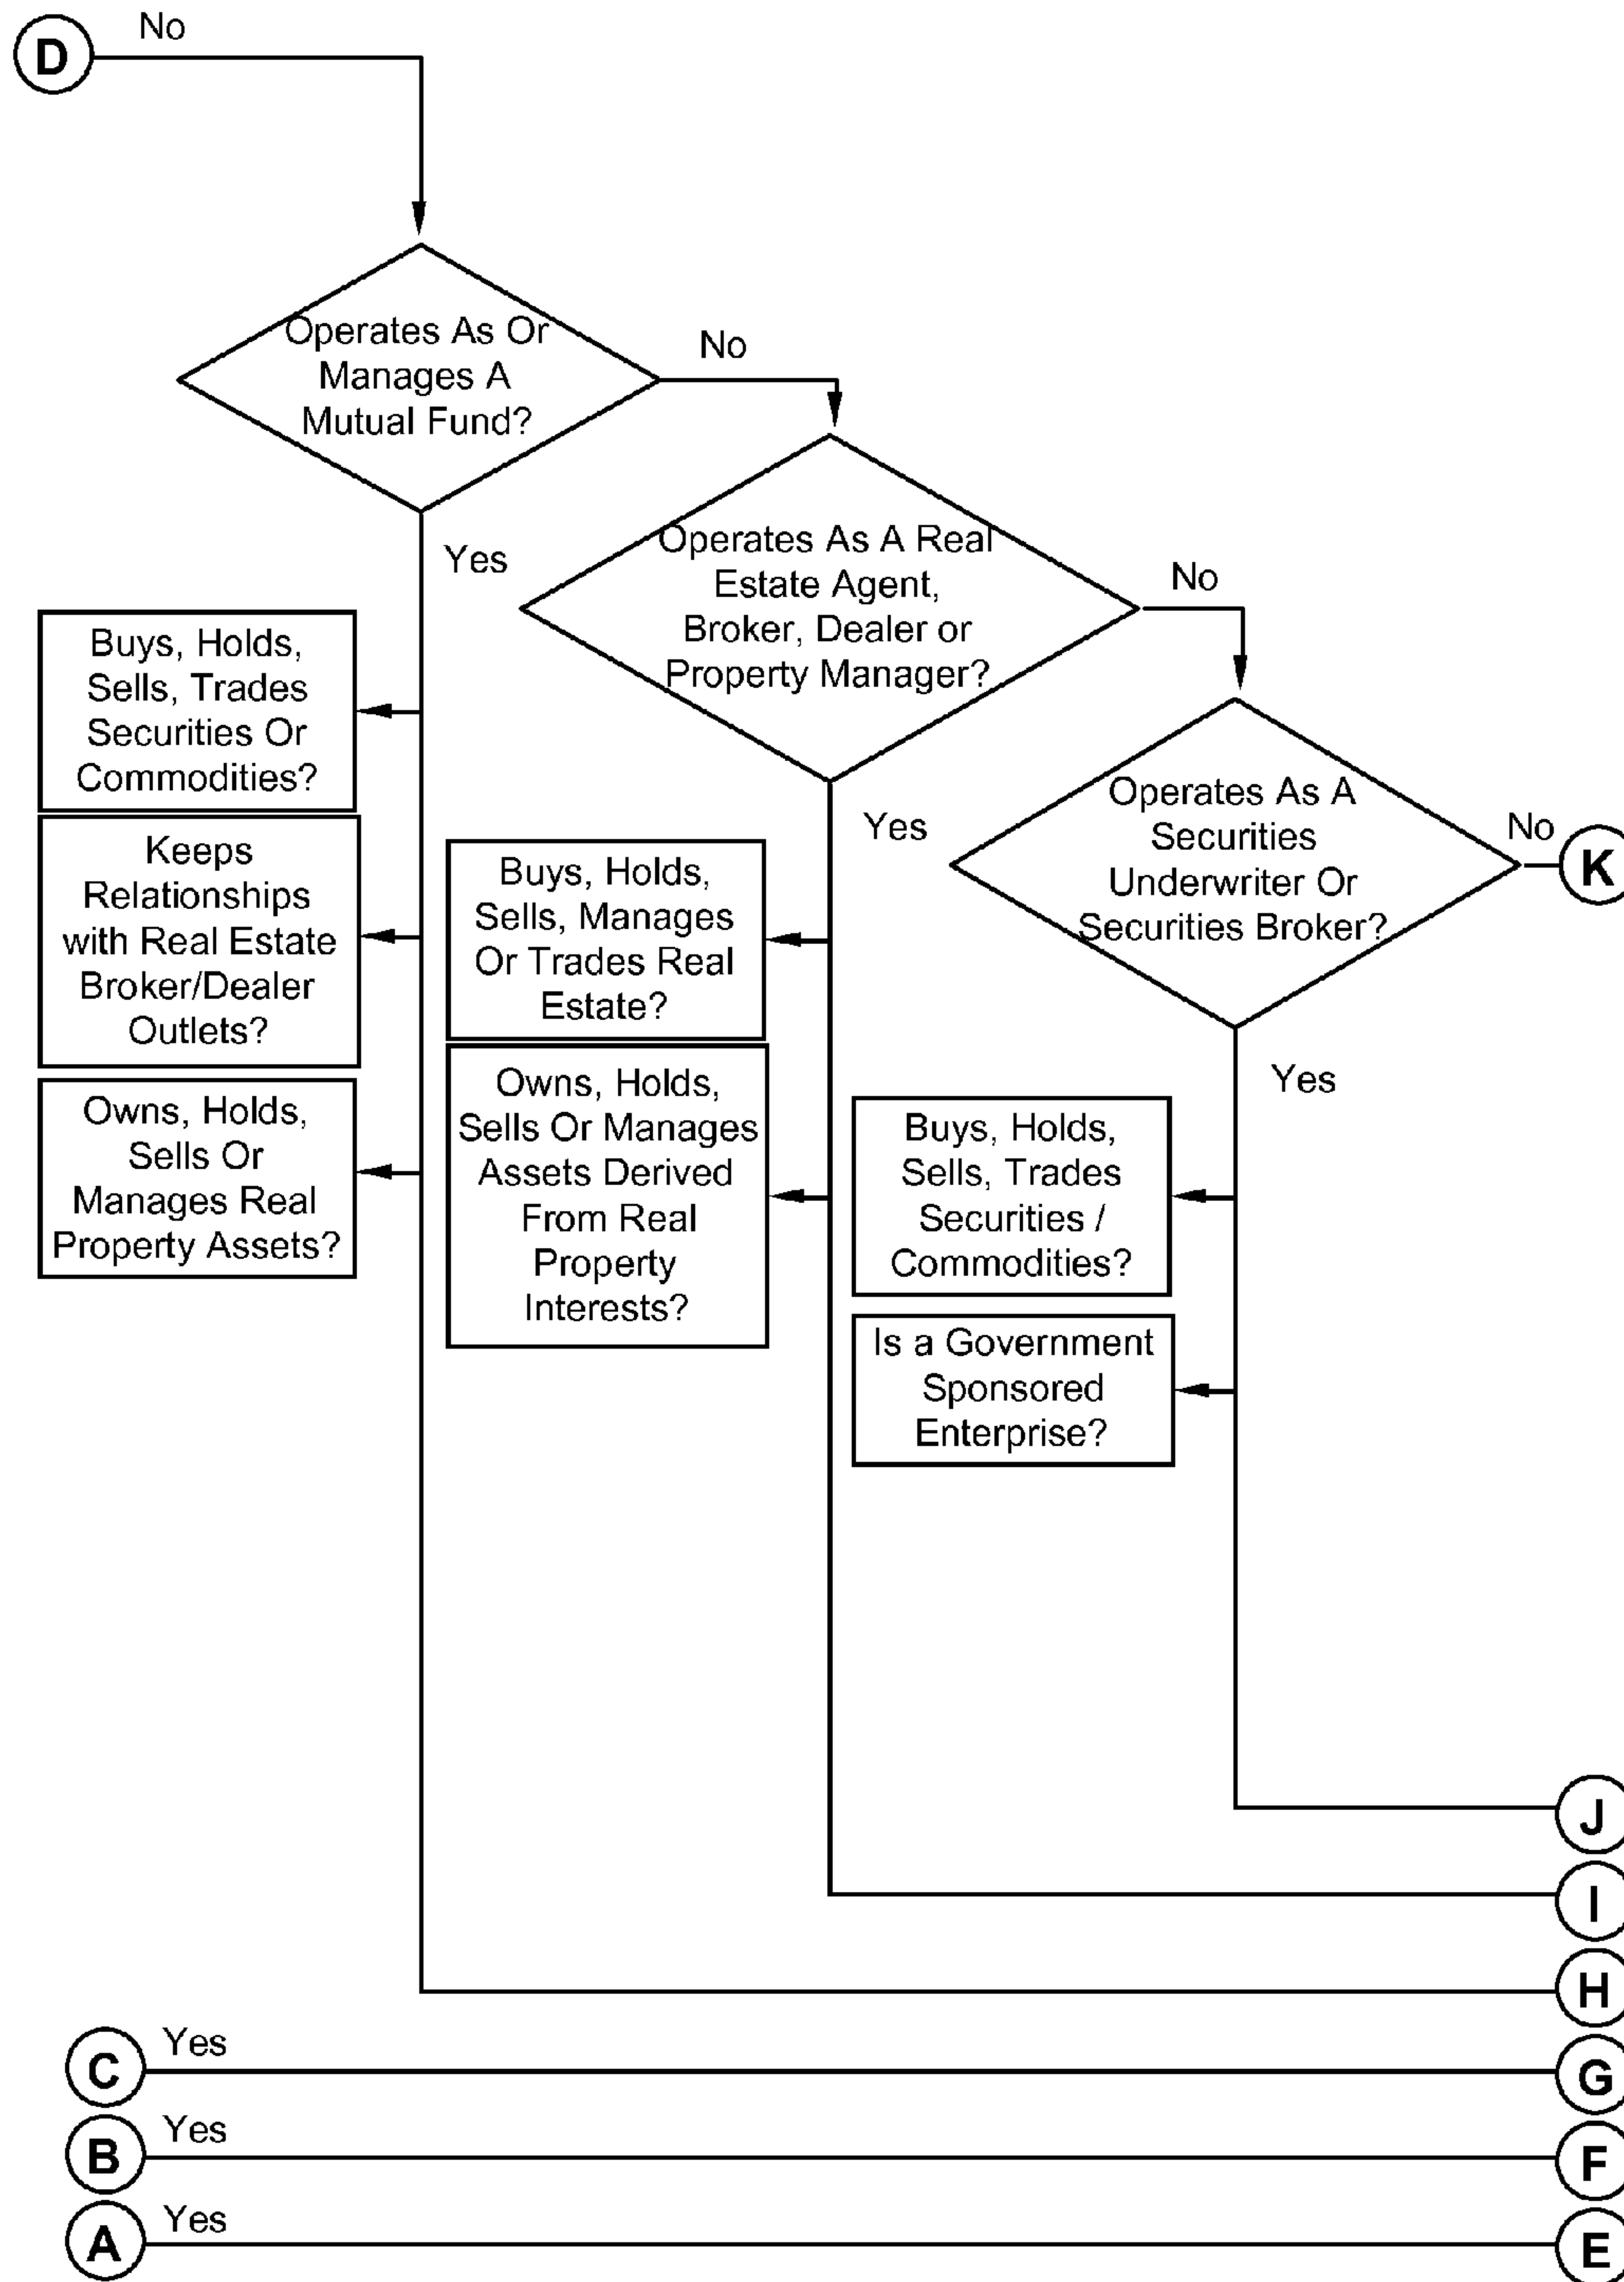 D
No
Operates As Or
Manages A
Mutual Fund?
No
Yes
Operates As A Real
Estate Agent,
Broker, Dealer or
Property Manager?
No
Yes
Operates As A
Securities
Underwriter Or
Securities Broker?
No
K
Yes
Buys, Holds,
Sells, Trades
Securities Or
Commodities?
Keeps
Relationships
with Real Estate
Broker/Dealer
Outlets?
Owns, Holds,
Sells Or
Manages Real
Property Assets?
Buys, Holds,
Sells, Manages
Or Trades Real
Estate?
Owns, Holds,
Sells Or Manages
Assets Derived
From Real
Property
Interests?
Buys, Holds,
Sells, Trades
Securities /
Commodities?
Is a Government
Sponsored
Enterprise?
J
I
H
C
Yes
G
B
Yes
F
A
Yes
E